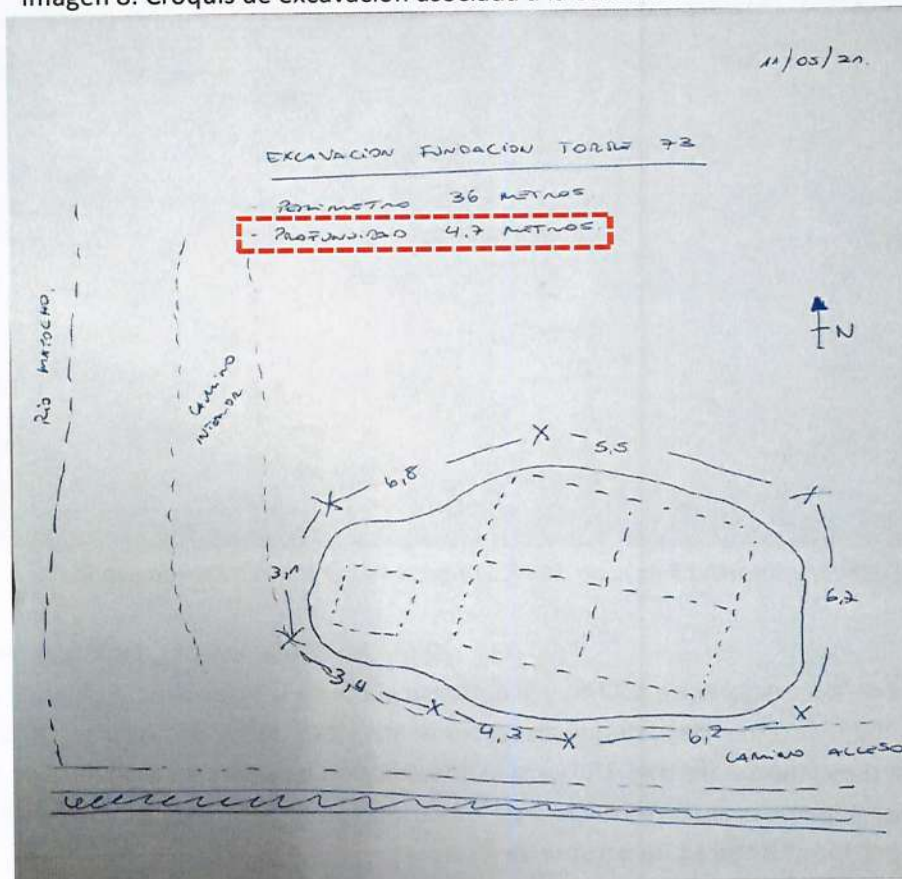 Imagen 8. Croquis de excavación asociada a la
11/05/21.
EXCAVACION FUNDACION TORRE 73
- PERIMETRO 36 METROS
- PROFUNDIDAD 4.7 METROS.
RIO MAPOCHO
CAMINO
INTERIOR
N
5,5
6,8
3,1
6,2
3,4
4,3
6,2
CAMINO ACCESO